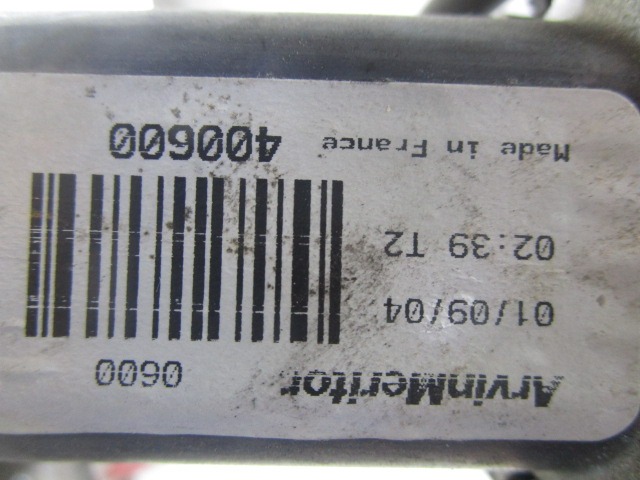 ArvinMeritor 0600
01/09/04
02:39 T2
Made in France 400600